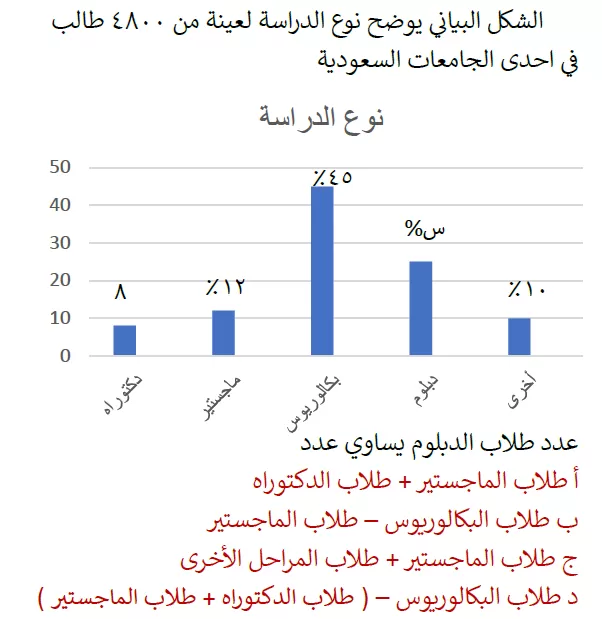 الشكل البياني يوضح نوع الدراسة لعينة من ٤٨٠٠ طالب
في احدى الجامعات السعودية
نوع الدراسة
50
40
30
20
10
0
٨
٪١٢
٪٤٥
س%
٪١٠
دكتوراه
ماجستير
بكالوريوس
دبلوم
أخرى
عدد طلاب الدبلوم يساوي عدد
أ طلاب الماجستير + طلاب الدكتوراه
ب طلاب البكالوريوس – طلاب الماجستير
ج طلاب الماجستير + طلاب المراحل الأخرى
د طلاب البكالوريوس – ( طلاب الدكتوراه + طلاب الماجستير )